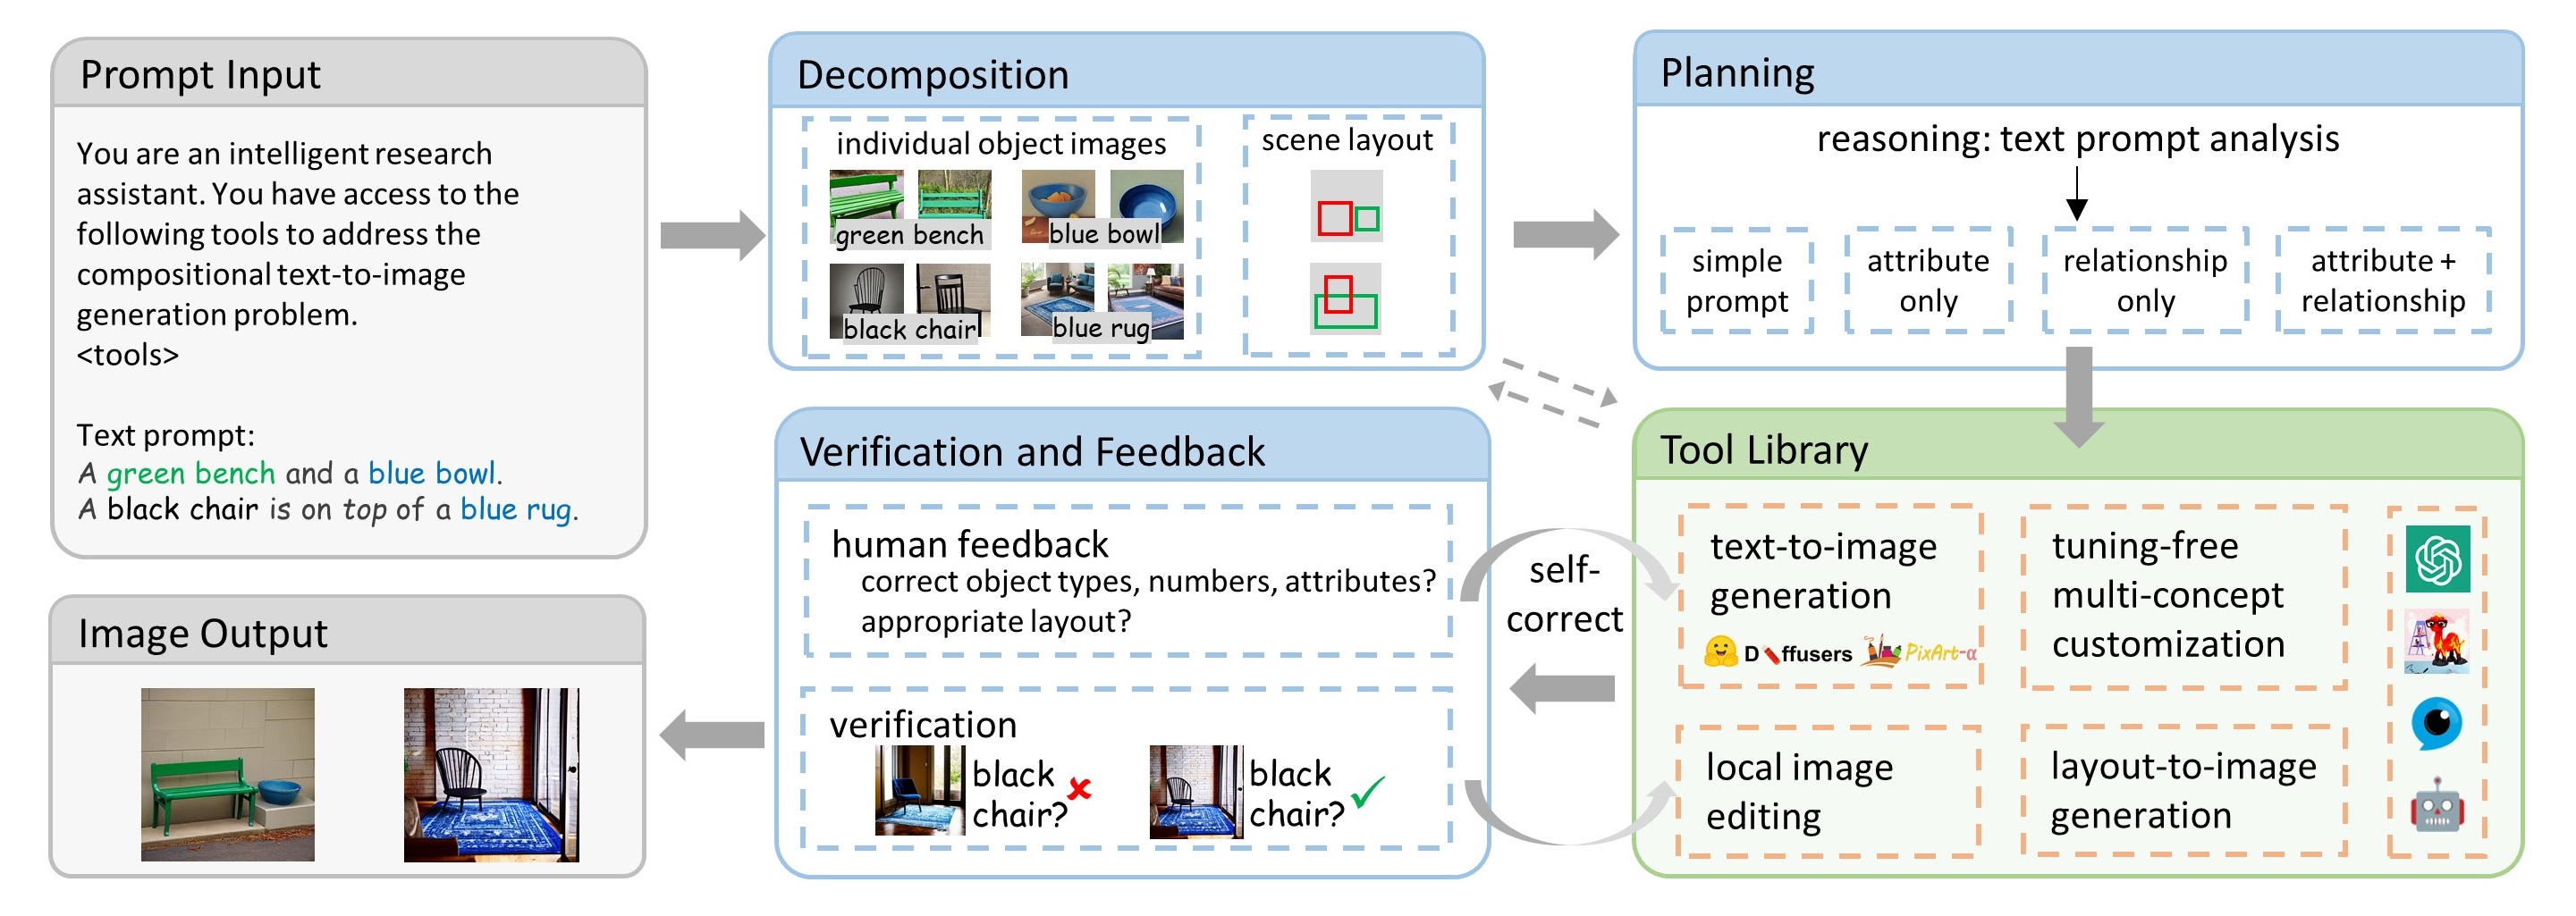 Prompt Input
You are an intelligent research
assistant. You have access to the
following tools to address the
compositional text-to-image
generation problem.
<tools>
Text prompt:
A green bench and a blue bowl.
A black chair is on top of a blue rug.
Decomposition
individual object images
green bench
blue bowl
black chair
blue rug
scene layout
Planning
reasoning: text prompt analysis
simple
prompt
attribute
only
relationship
only
attribute +
relationship
Tool Library
text-to-image
generation
D ffusers
PixArt-α
tuning-free
multi-concept
customization
local image
editing
layout-to-image
generation
self-
correct
Verification and Feedback
human feedback
correct object types, numbers, attributes?
appropriate layout?
verification
black
chair?
black
chair?
Image Output